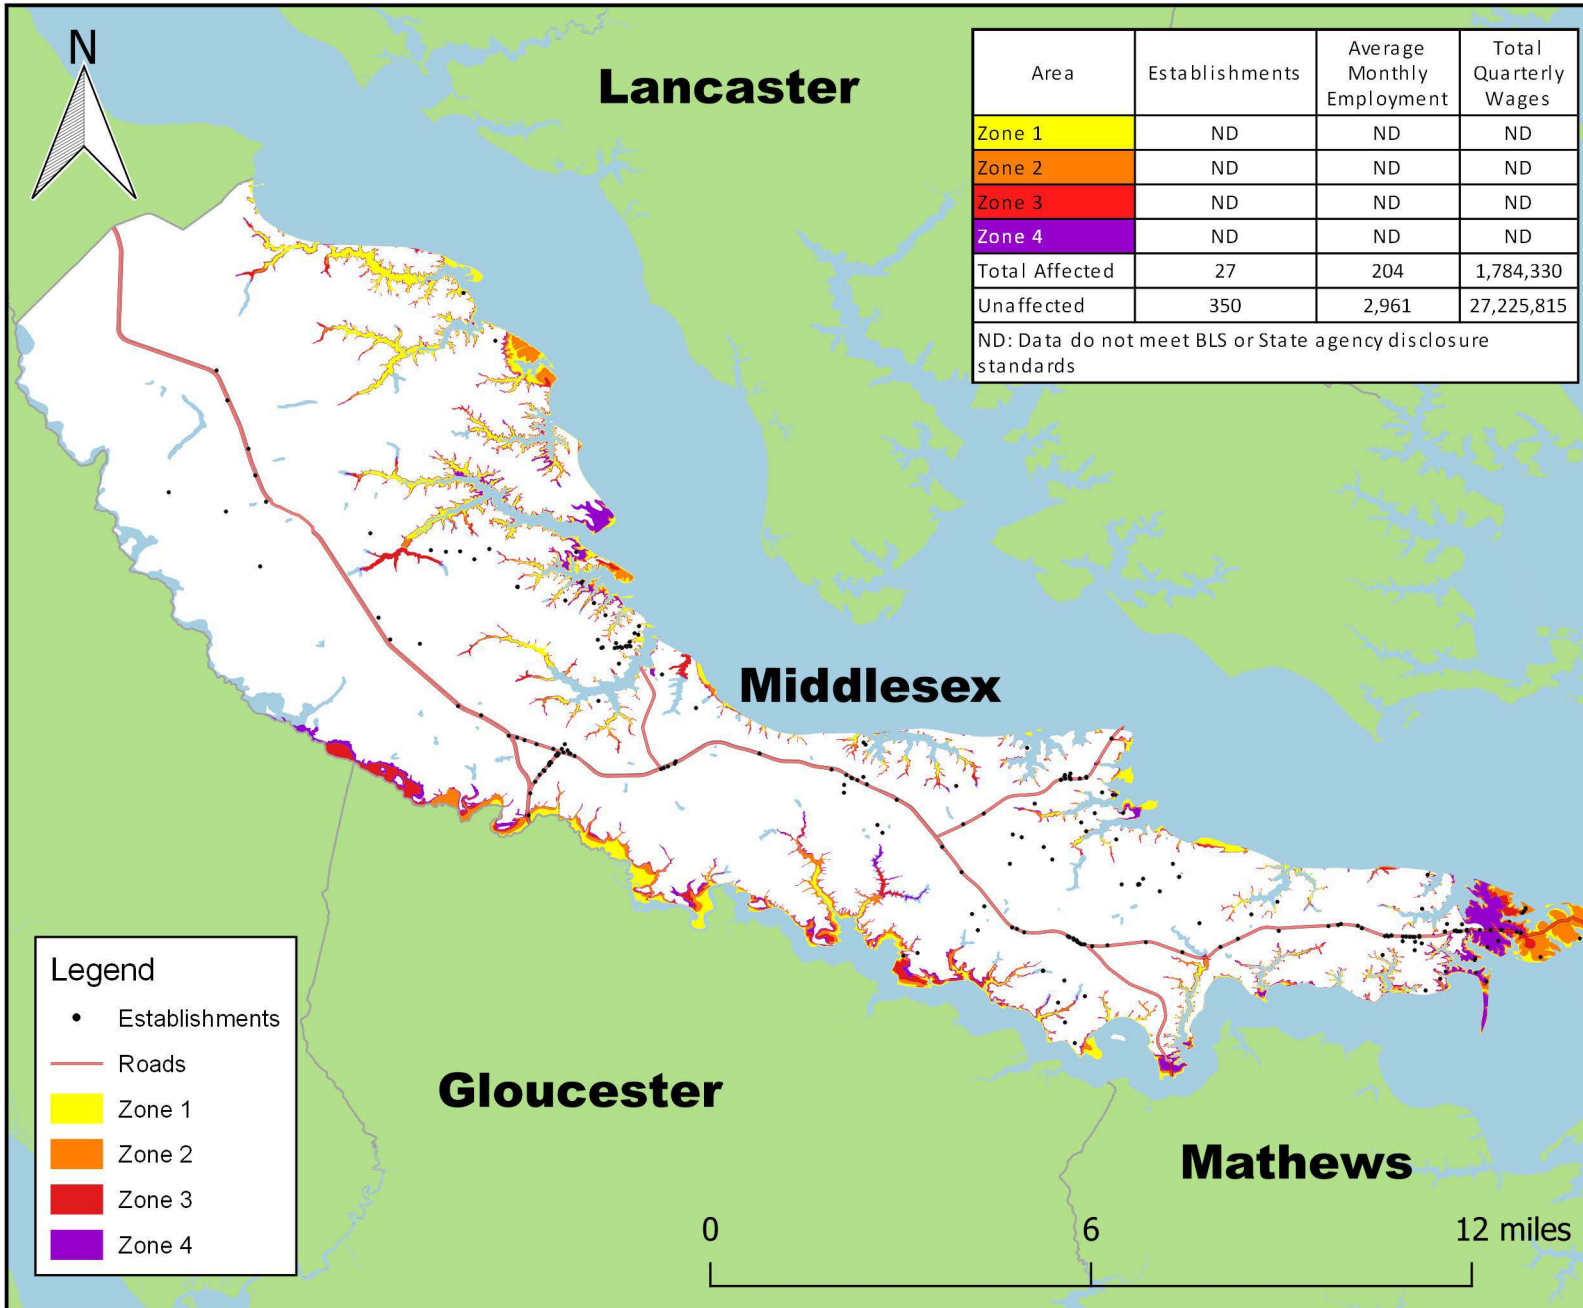 N
Lancaster
Area Establishments Average Monthly Employment Total Quarterly Wages
Zone 1 ND ND ND
Zone 2 ND ND ND
Zone 3 ND ND ND
Zone 4 ND ND ND
Total Affected 27 204 1,784,330
Unaffected 350 2,961 27,225,815
ND: Data do not meet BLS or State agency disclosure
standards
Middlesex
Legend
Establishments
Roads
Zone 1
Zone 2
Zone 3
Zone 4
Gloucester
Mathews
0 6 12 miles